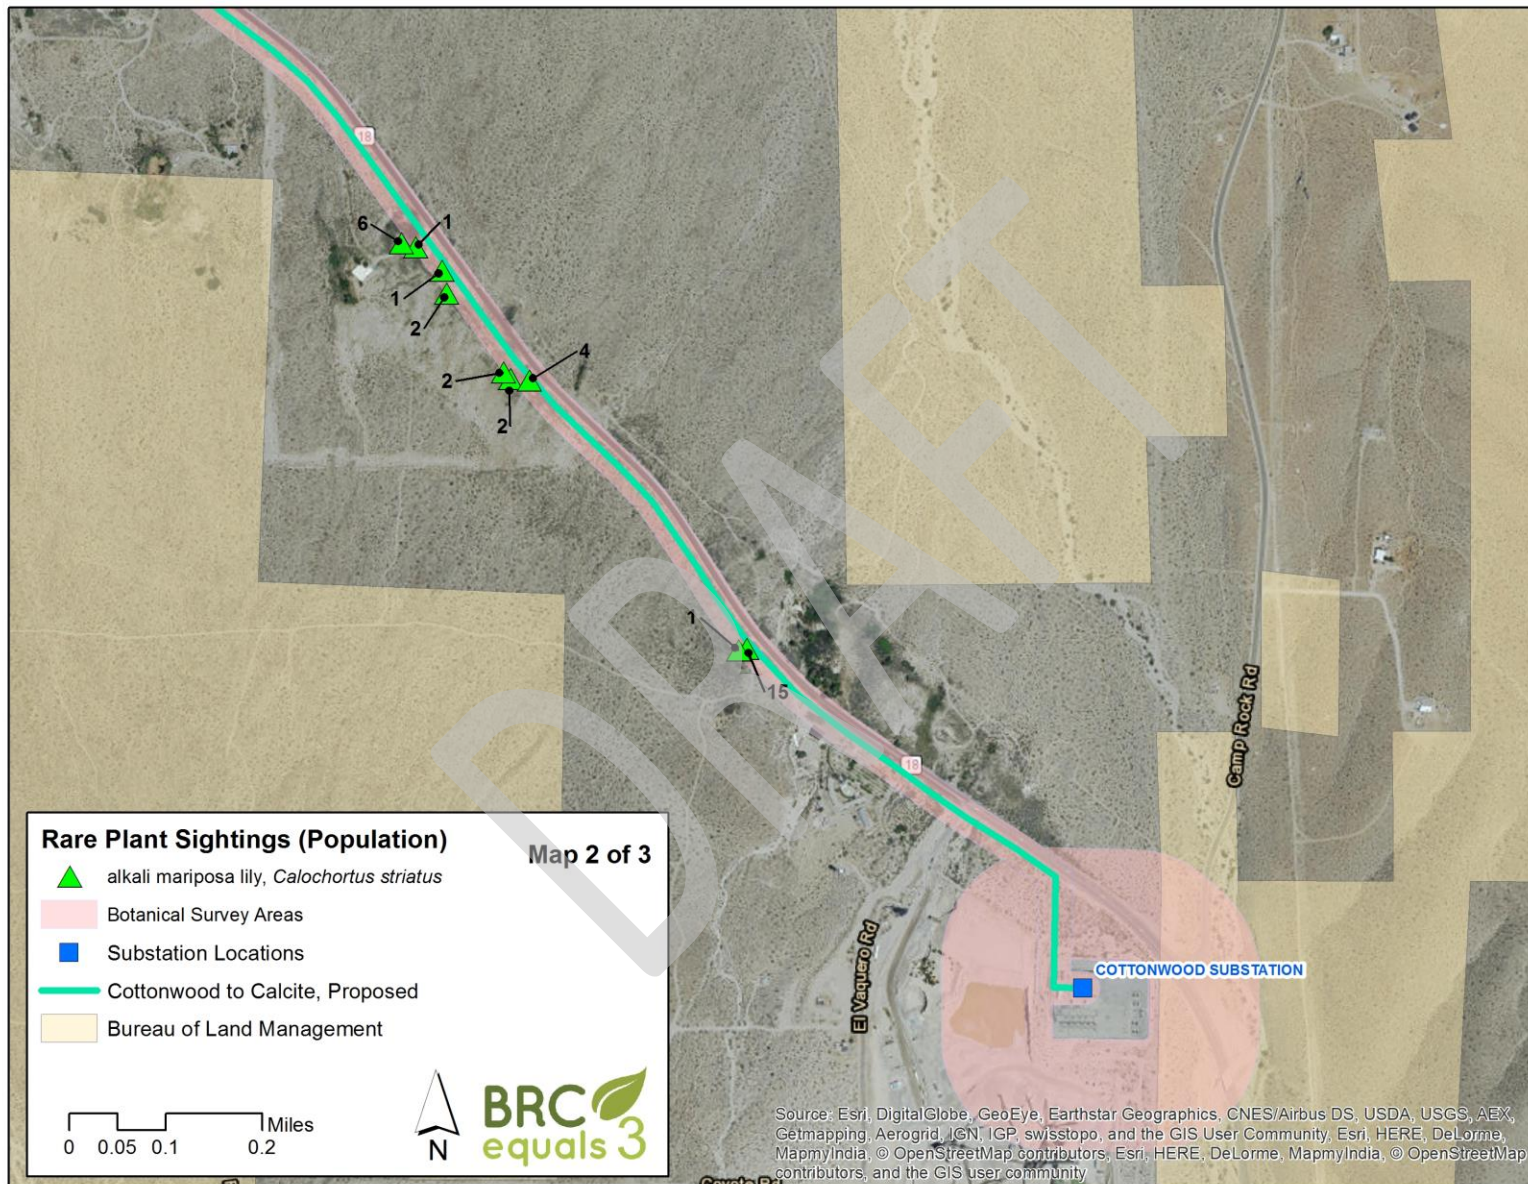 18
6
1
1
2
4
2
2
1
15
18
Camp Rock Rd
El Vaquero Rd
COTTONWOOD SUBSTATION
DRAFT
Rare Plant Sightings (Population)
Map 2 of 3
alkali mariposa lily, Calochortus striatus
Botanical Survey Areas
Substation Locations
Cottonwood to Calcite, Proposed
Bureau of Land Management
Miles
0 0.05 0.1 0.2
N
BRC
equals 3
Source: Esri, DigitalGlobe, GeoEye, Earthstar Geographics, CNES/Airbus DS, USDA, USGS, AEX,
Getmapping, Aerogrid, IGN, IGP, swisstopo, and the GIS User Community, Esri, HERE, DeLorme,
MapmyIndia, © OpenStreetMap contributors, Esri, HERE, DeLorme, MapmyIndia, © OpenStreetMap
contributors, and the GIS user community